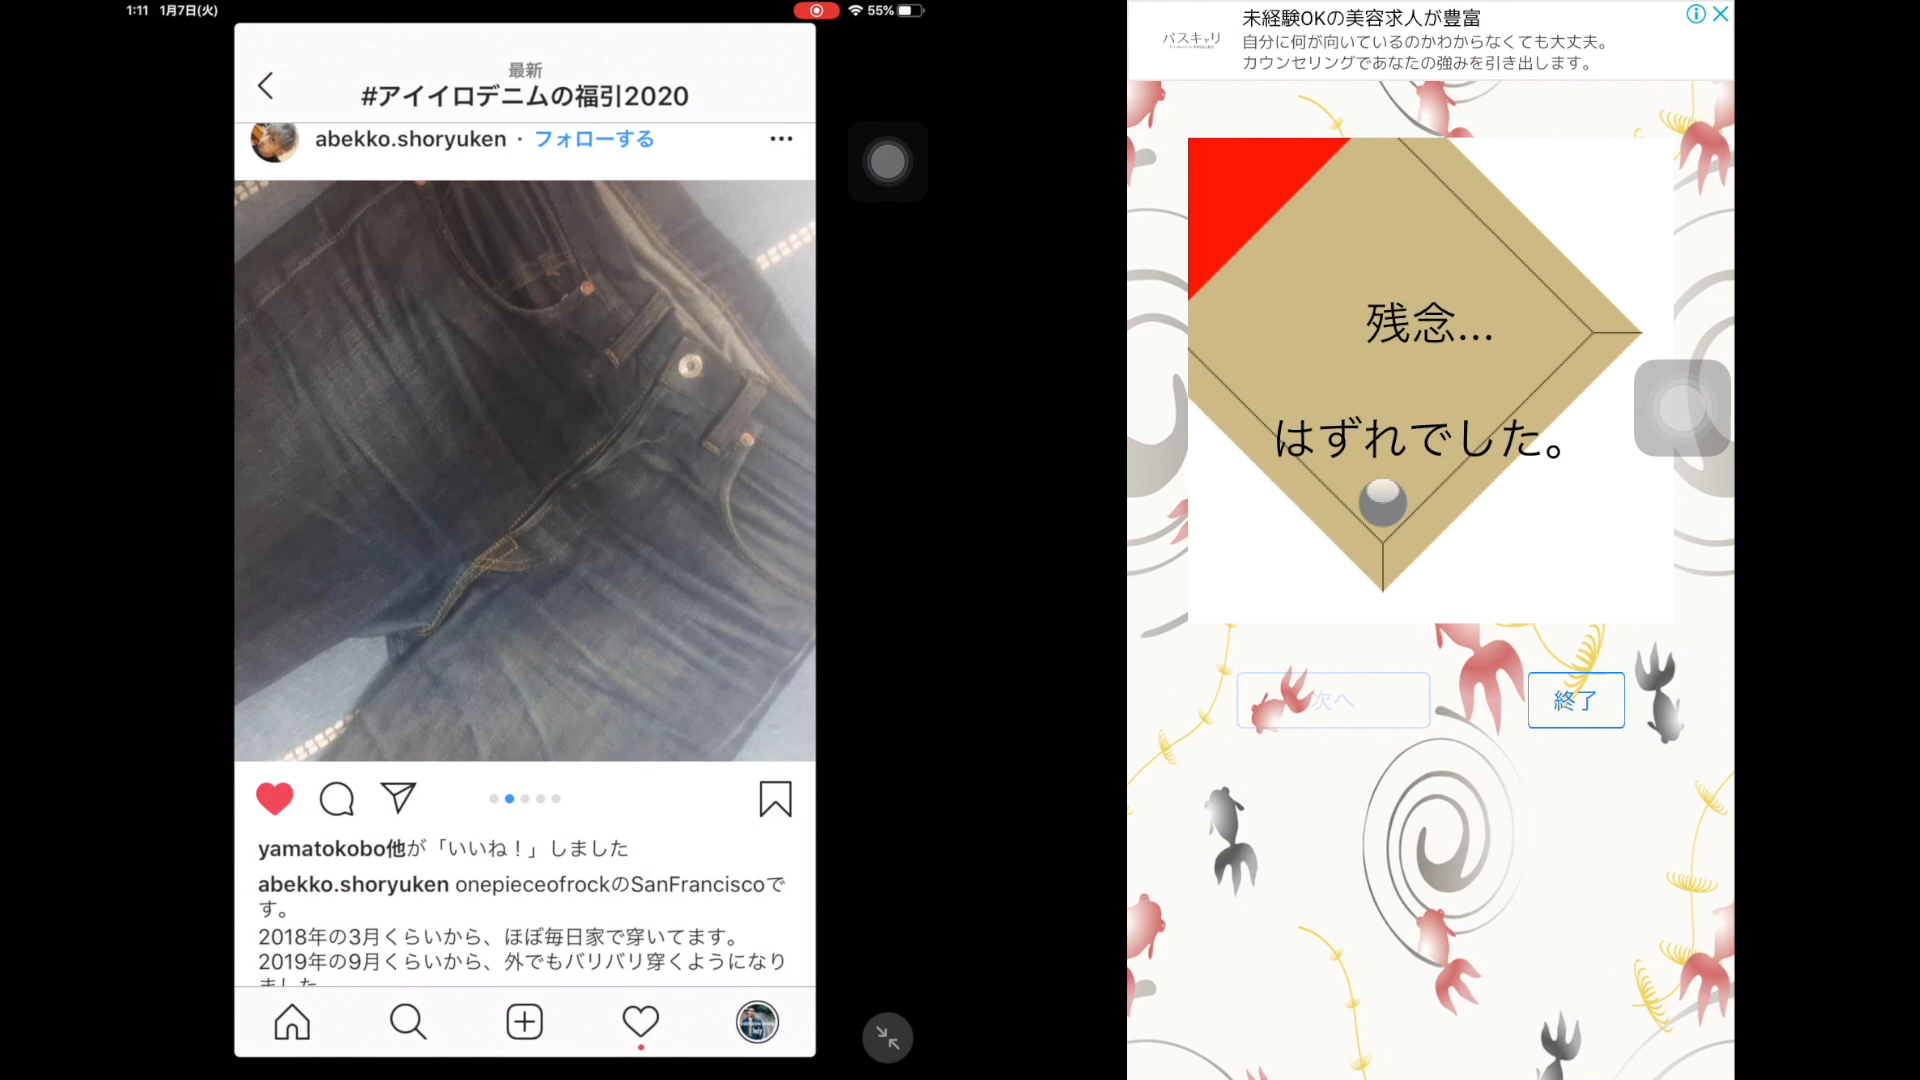 1:11 1月7日(火)
55%
最新
#アイイロデニムの福引2020
abekko.shoryuken · フォローする
yamatokobo他が「いいね！」しました
abekko.shoryuken onepieceofrockのSanFranciscoで
す。
2018年の3月くらいから、ほぼ毎日家で穿いてます。
2019年の9月くらいから、外でもバリバリ穿くようになり
ました
パスキャリ
未経験OKの美容求人が豊富
自分に何が向いているのかわからなくても大丈夫。
カウンセリングであなたの強みを引き出します。
残念...
はずれでした。
次へ
終了